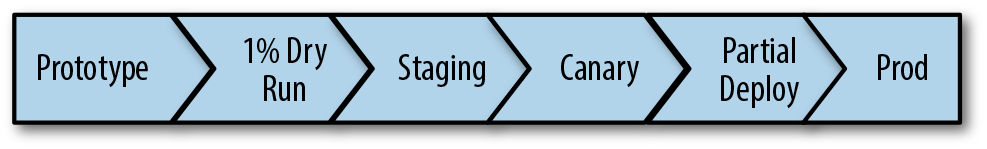 Prototype
1% Dry
Run
Staging
Canary
Partial
Deploy
Prod